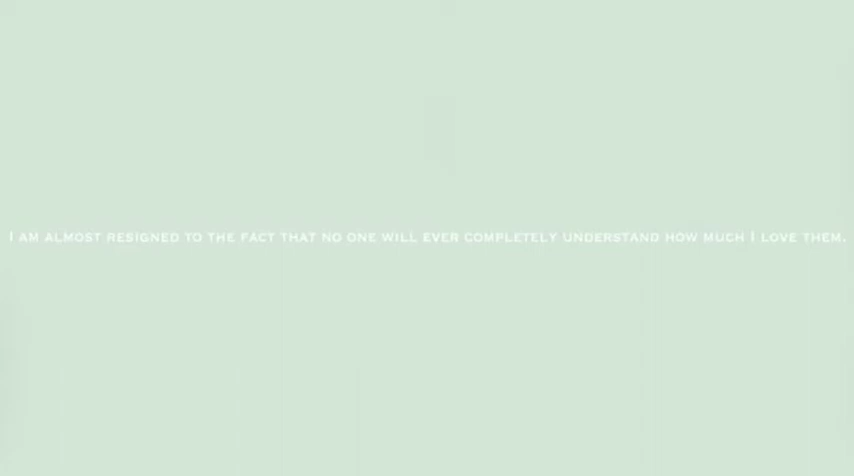 I AM ALMOST RESIGNED TO THE FACT THAT NO ONE WILL EVER COMPLETELY UNDERSTAND HOW MUCH I LOVE THEM.